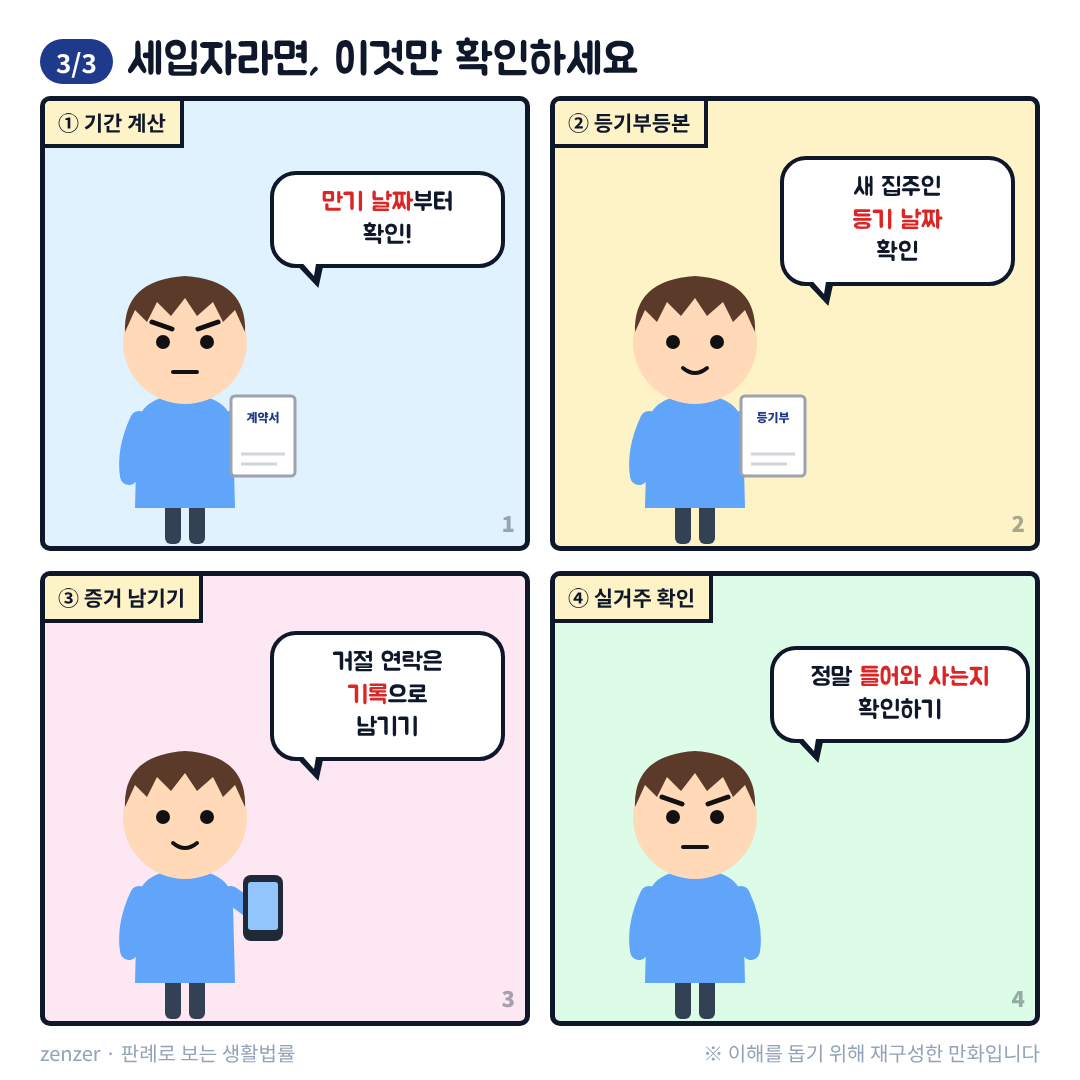 3/3 세입자라면, 이것만 확인하세요
① 기간 계산
만기 날짜부터
확인!
계약서
1
② 등기부등본
새 집주인
등기 날짜
확인
등기부
2
③ 증거 남기기
거절 연락은
기록으로
남기기
3
④ 실거주 확인
정말 들어와 사는지
확인하기
4
zenzer · 판례로 보는 생활법률
※ 이해를 돕기 위해 재구성한 만화입니다